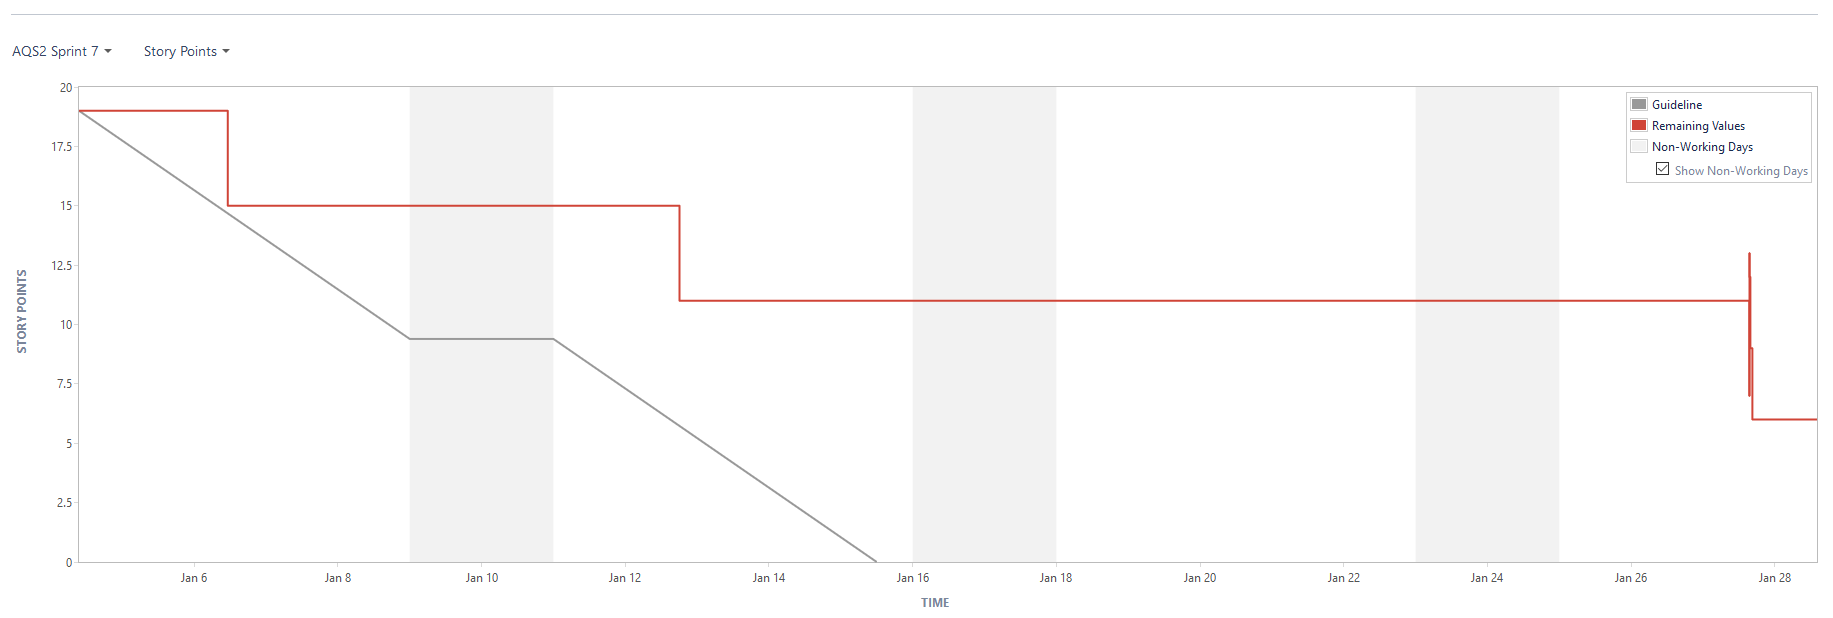 AQS2 Sprint 7 Story Points
20
17.5
15
12.5
10
7.5
5
2.5
0
STORY POINTS
Guideline
Remaining Values
Non-Working Days
Show Non-Working Days
Jan 6 Jan 8 Jan 10 Jan 12 Jan 14 Jan 16 Jan 18 Jan 20 Jan 22 Jan 24 Jan 26 Jan 28
TIME